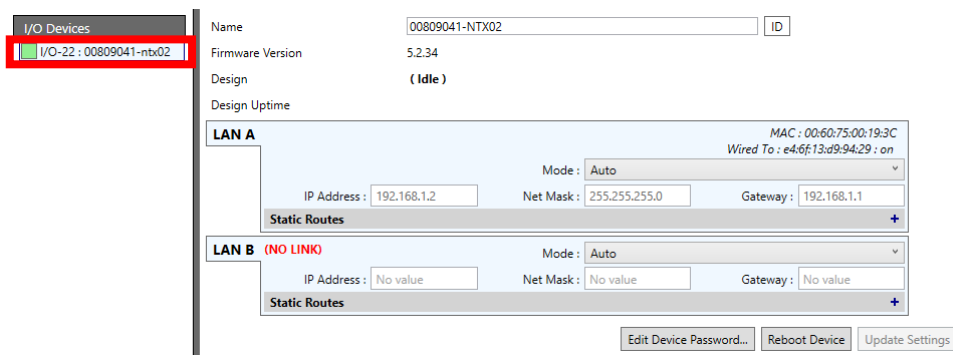 I/O Devices
I/O-22 : 00809041-ntx02
Name 00809041-NTX02 ID
Firmware Version 5.2.34
Design ( Idle )
Design Uptime
LAN A MAC : 00:60:75:00:19:3C
Wired To : e4:6f:13:d9:94:29 : on
Mode : Auto
IP Address : 192.168.1.2 Net Mask : 255.255.255.0 Gateway : 192.168.1.1
Static Routes +
LAN B (NO LINK) Mode : Auto
IP Address : No value Net Mask : No value Gateway : No value
Static Routes +
Edit Device Password... Reboot Device Update Settings